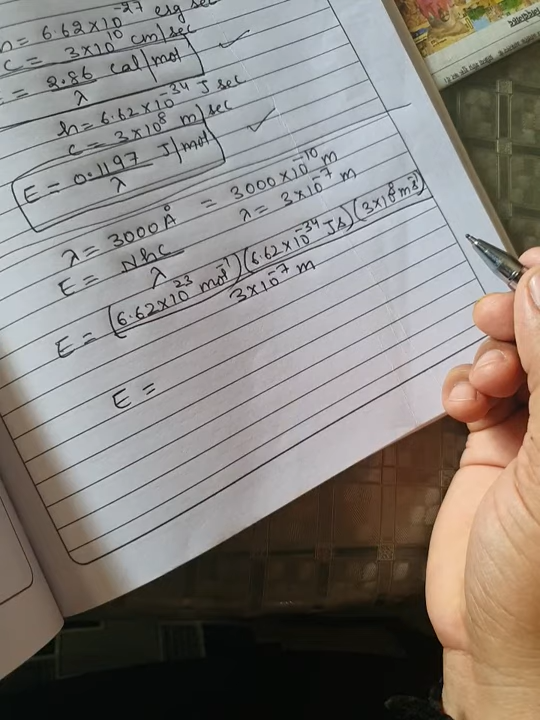 h = 6.62×10⁻²⁷ erg sec
c = 3×10¹⁰ cm/sec
= 2.86/λ Cal/mol
h = 6.62×10⁻³⁴ J sec
c = 3×10⁸ m/sec
E = 0.1197/λ J/mol
λ = 3000 Å = 3000×10⁻¹⁰ m
λ = 3×10⁻⁷ m
E = Nhc/λ
E = (6.62×10²³ mol⁻¹)(6.62×10⁻³⁴ Js)(3×10⁸ ms⁻¹)/3×10⁻⁷ m
E =